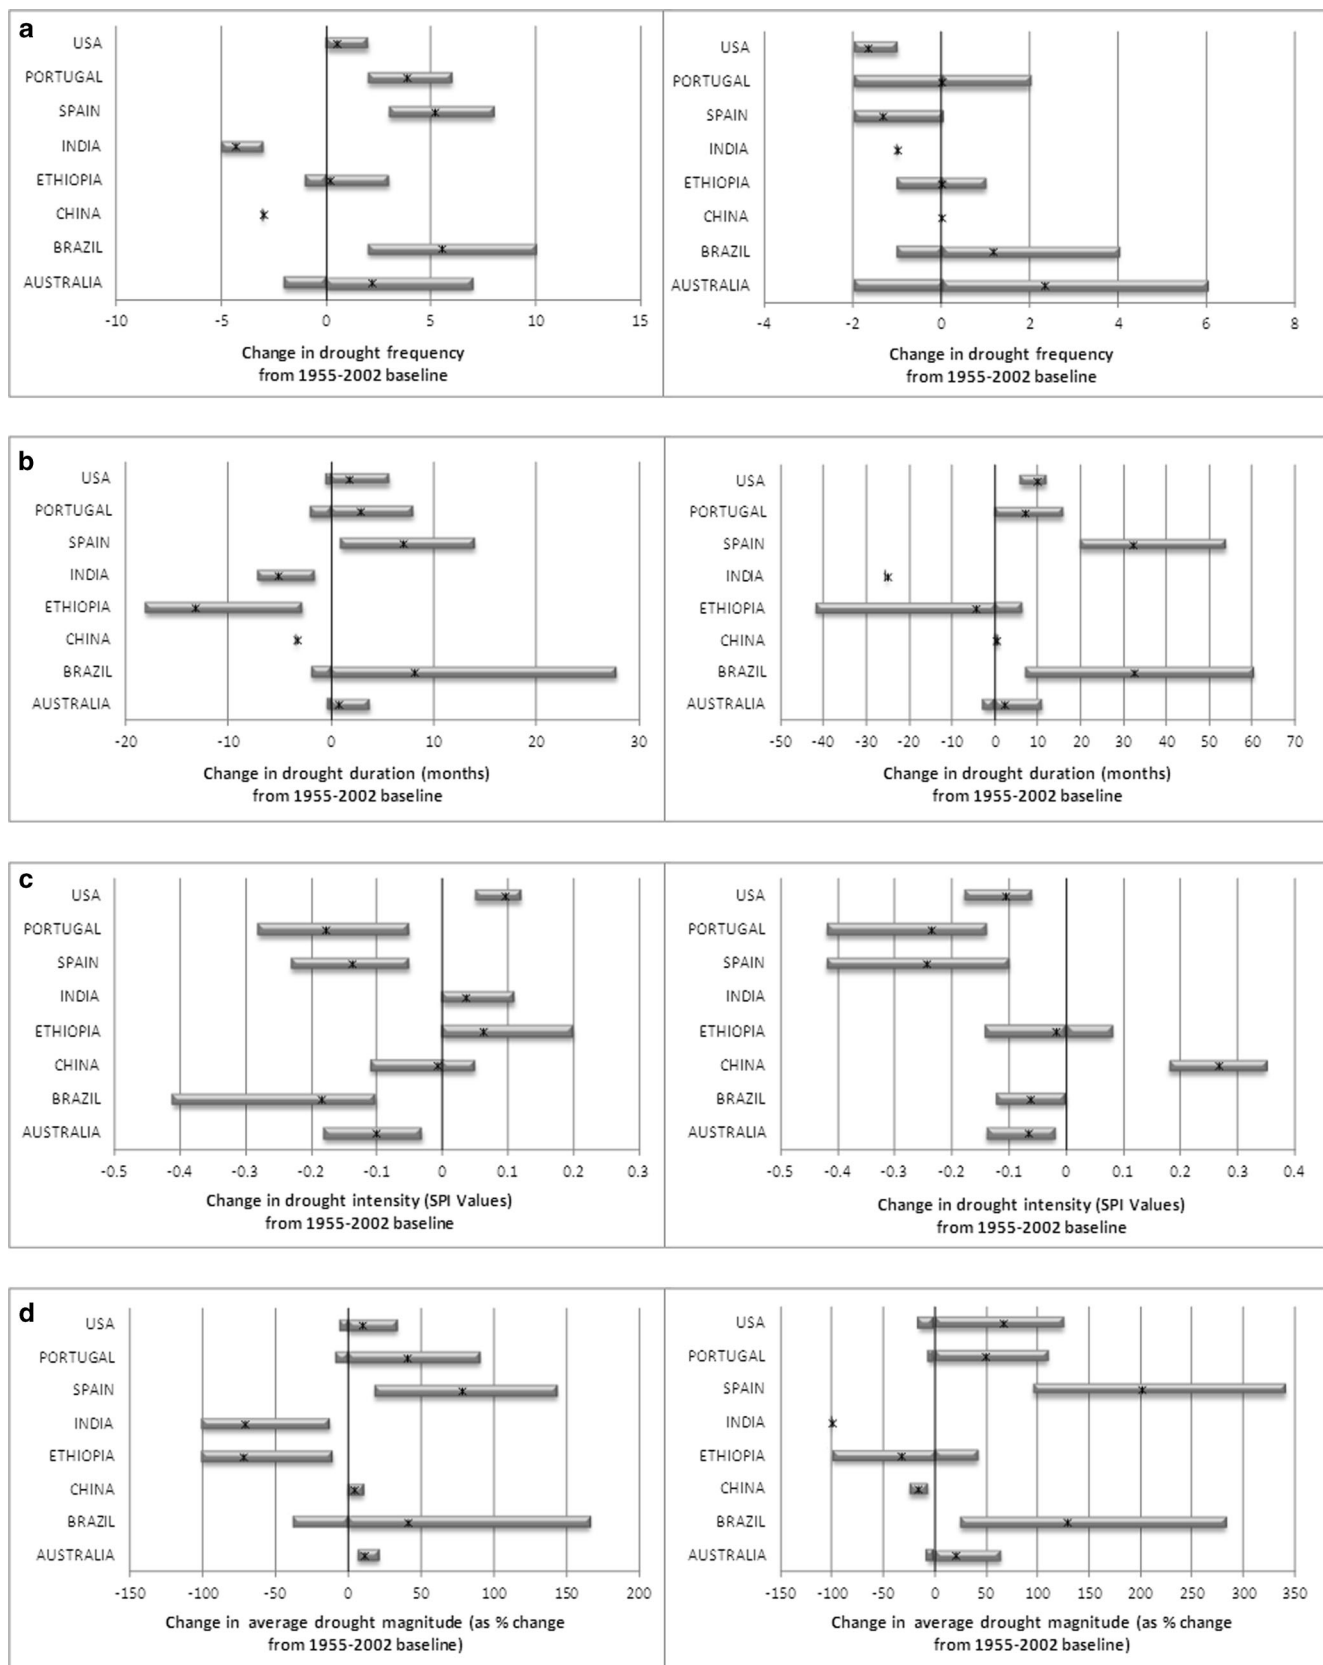 a
USA
PORTUGAL
SPAIN
INDIA
ETHIOPIA
CHINA
BRAZIL
AUSTRALIA
-10 -5 0 5 10 15
Change in drought frequency
from 1955-2002 baseline
USA
PORTUGAL
SPAIN
INDIA
ETHIOPIA
CHINA
BRAZIL
AUSTRALIA
-4 -2 0 2 4 6 8
Change in drought frequency
from 1955-2002 baseline
b
USA
PORTUGAL
SPAIN
INDIA
ETHIOPIA
CHINA
BRAZIL
AUSTRALIA
-20 -10 0 10 20 30
Change in drought duration (months)
from 1955-2002 baseline
USA
PORTUGAL
SPAIN
INDIA
ETHIOPIA
CHINA
BRAZIL
AUSTRALIA
-50 -40 -30 -20 -10 0 10 20 30 40 50 60 70
Change in drought duration (months)
from 1955-2002 baseline
c
USA
PORTUGAL
SPAIN
INDIA
ETHIOPIA
CHINA
BRAZIL
AUSTRALIA
-0.5 -0.4 -0.3 -0.2 -0.1 0 0.1 0.2 0.3
Change in drought intensity (SPI Values)
from 1955-2002 baseline
USA
PORTUGAL
SPAIN
INDIA
ETHIOPIA
CHINA
BRAZIL
AUSTRALIA
-0.5 -0.4 -0.3 -0.2 -0.1 0 0.1 0.2 0.3 0.4
Change in drought intensity (SPI Values)
from 1955-2002 baseline
d
USA
PORTUGAL
SPAIN
INDIA
ETHIOPIA
CHINA
BRAZIL
AUSTRALIA
-150 -100 -50 0 50 100 150 200
Change in average drought magnitude (as % change
from 1955-2002 baseline)
USA
PORTUGAL
SPAIN
INDIA
ETHIOPIA
CHINA
BRAZIL
AUSTRALIA
-150 -100 -50 0 50 100 150 200 250 300 350
Change in average drought magnitude (as % change
from 1955-2002 baseline)